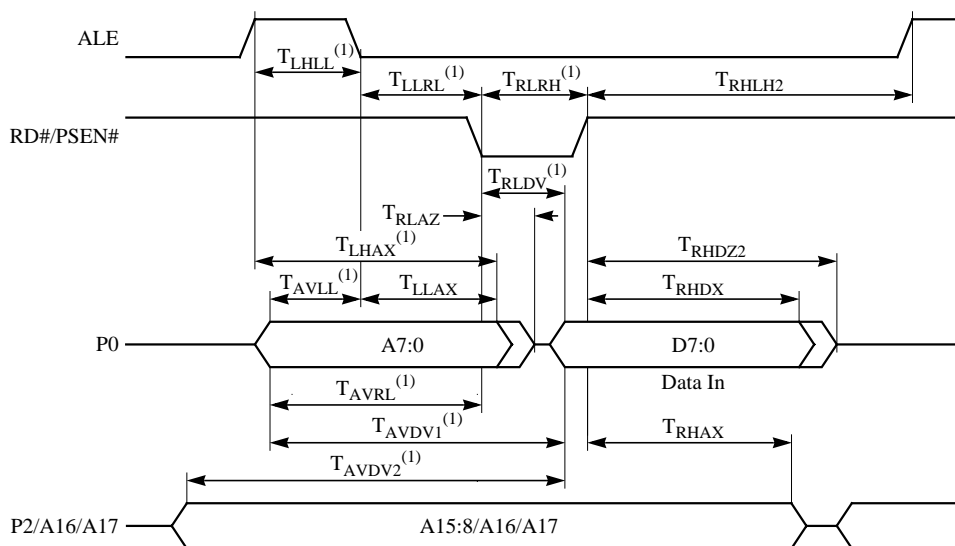 ALE
TLHLL(1)
TLLRL(1) TRLRH(1) TRHLH2
RD#/PSEN#
TRLDV(1)
TRLAZ
TLHAX(1) TRHDZ2
TAVLL(1) TLLAX TRHDX
P0 A7:0 D7:0
Data In
TAVRL(1)
TAVDV1(1) TRHAX
TAVDV2(1)
P2/A16/A17 A15:8/A16/A17